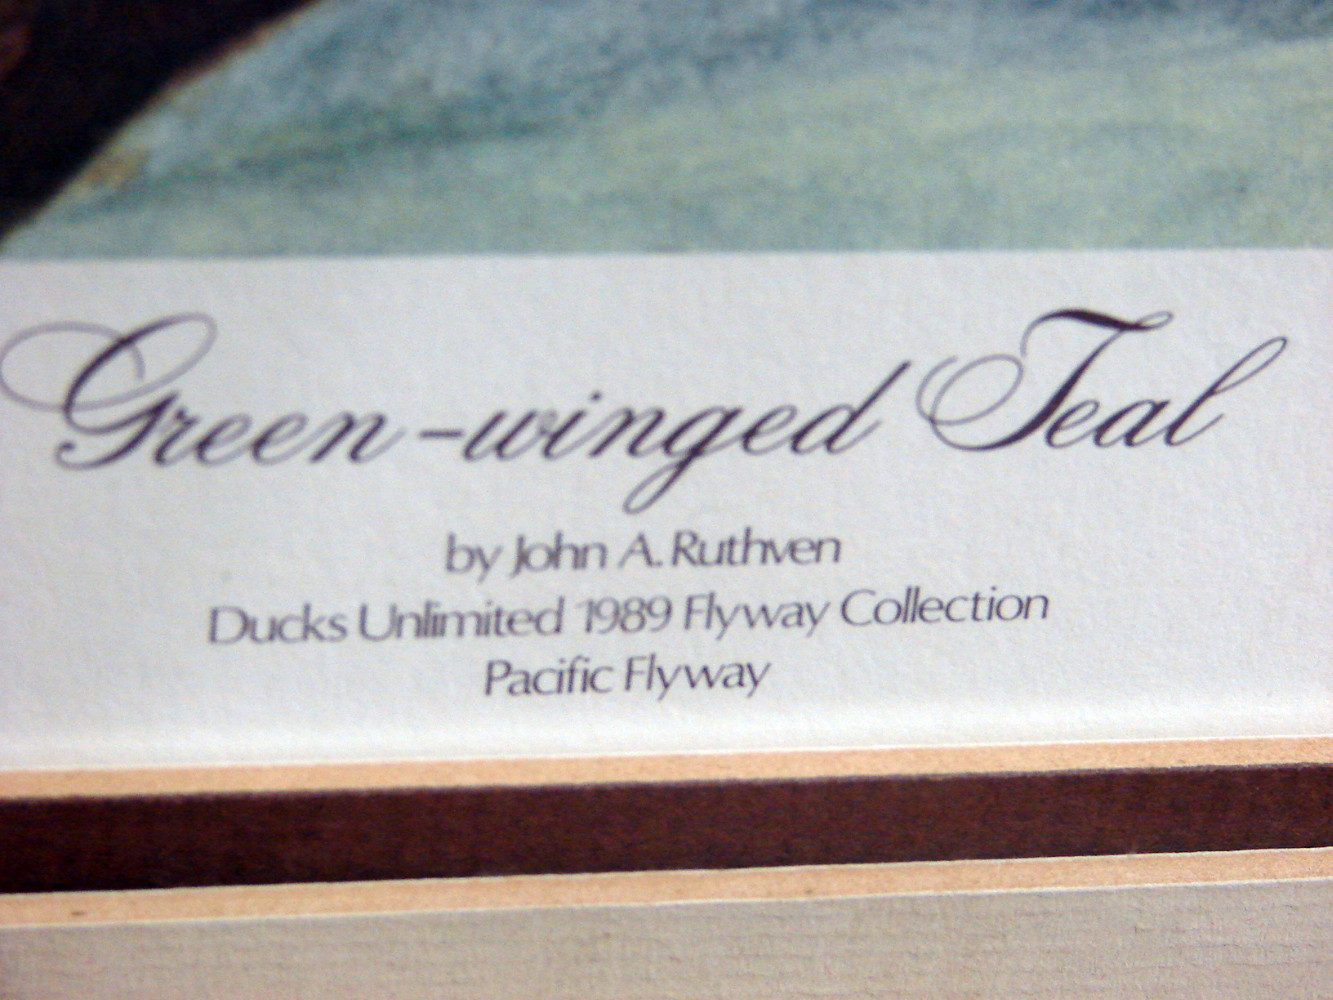 Green-winged Teal
by John A. Ruthven
Ducks Unlimited 1989 Flyway Collection
Pacific Flyway